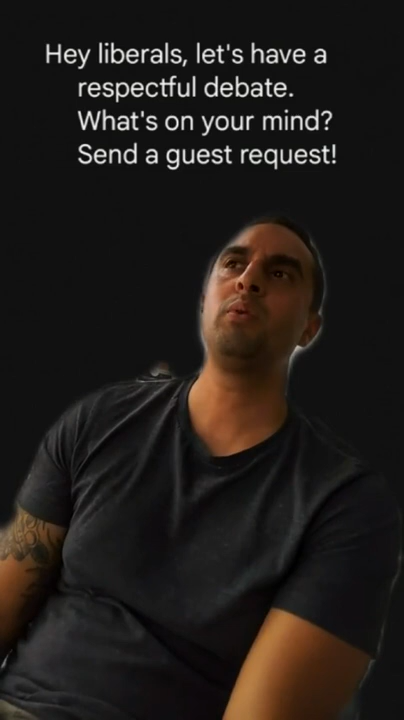 Hey liberals, let's have a
respectful debate.
What's on your mind?
Send a guest request!